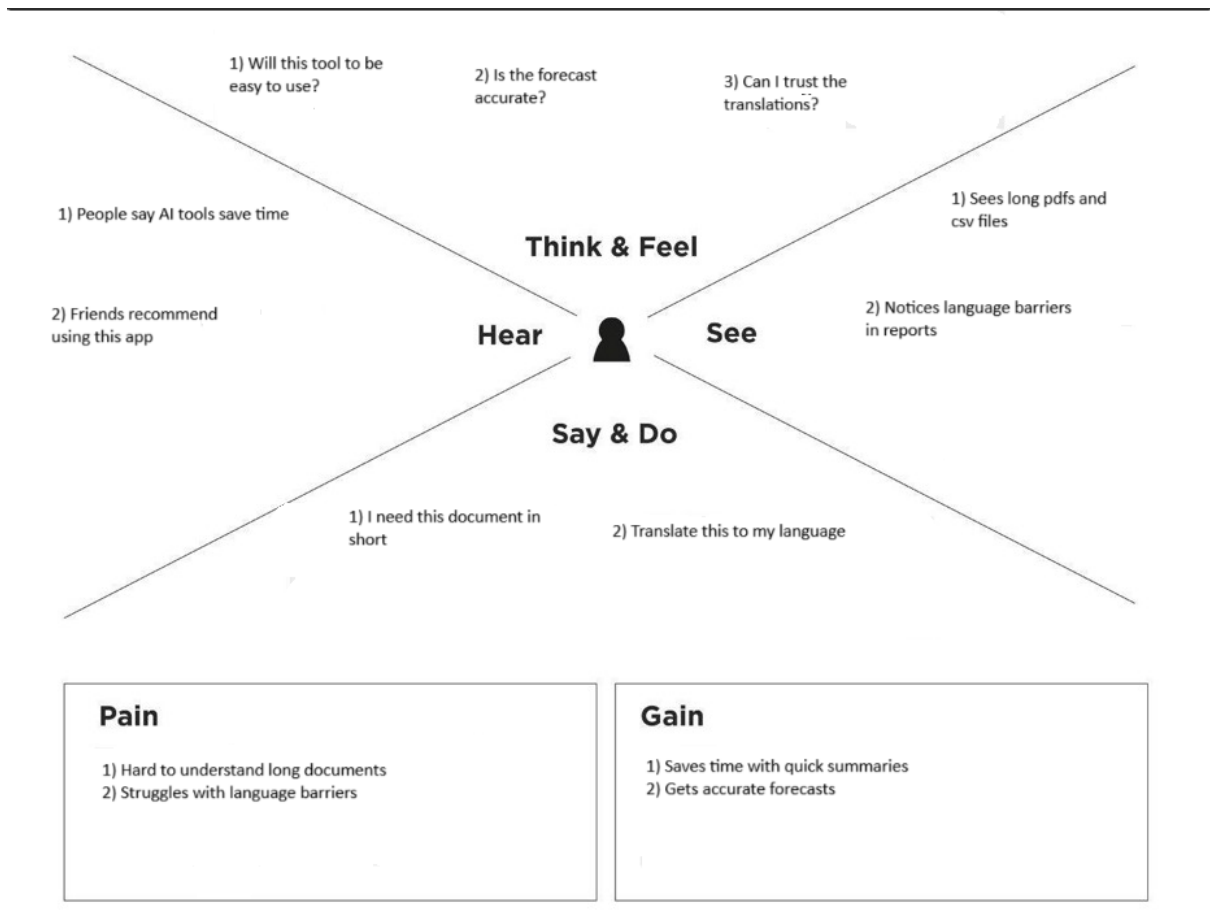 1) Will this tool to be
easy to use?
2) Is the forecast
accurate?
3) Can I trust the
translations?
1) People say AI tools save time
2) Friends recommend
using this app
Think & Feel
Hear
See
1) Sees long pdfs and
csv files
2) Notices language barriers
in reports
Say & Do
1) I need this document in
short
2) Translate this to my language
Pain
1) Hard to understand long documents
2) Struggles with language barriers
Gain
1) Saves time with quick summaries
2) Gets accurate forecasts